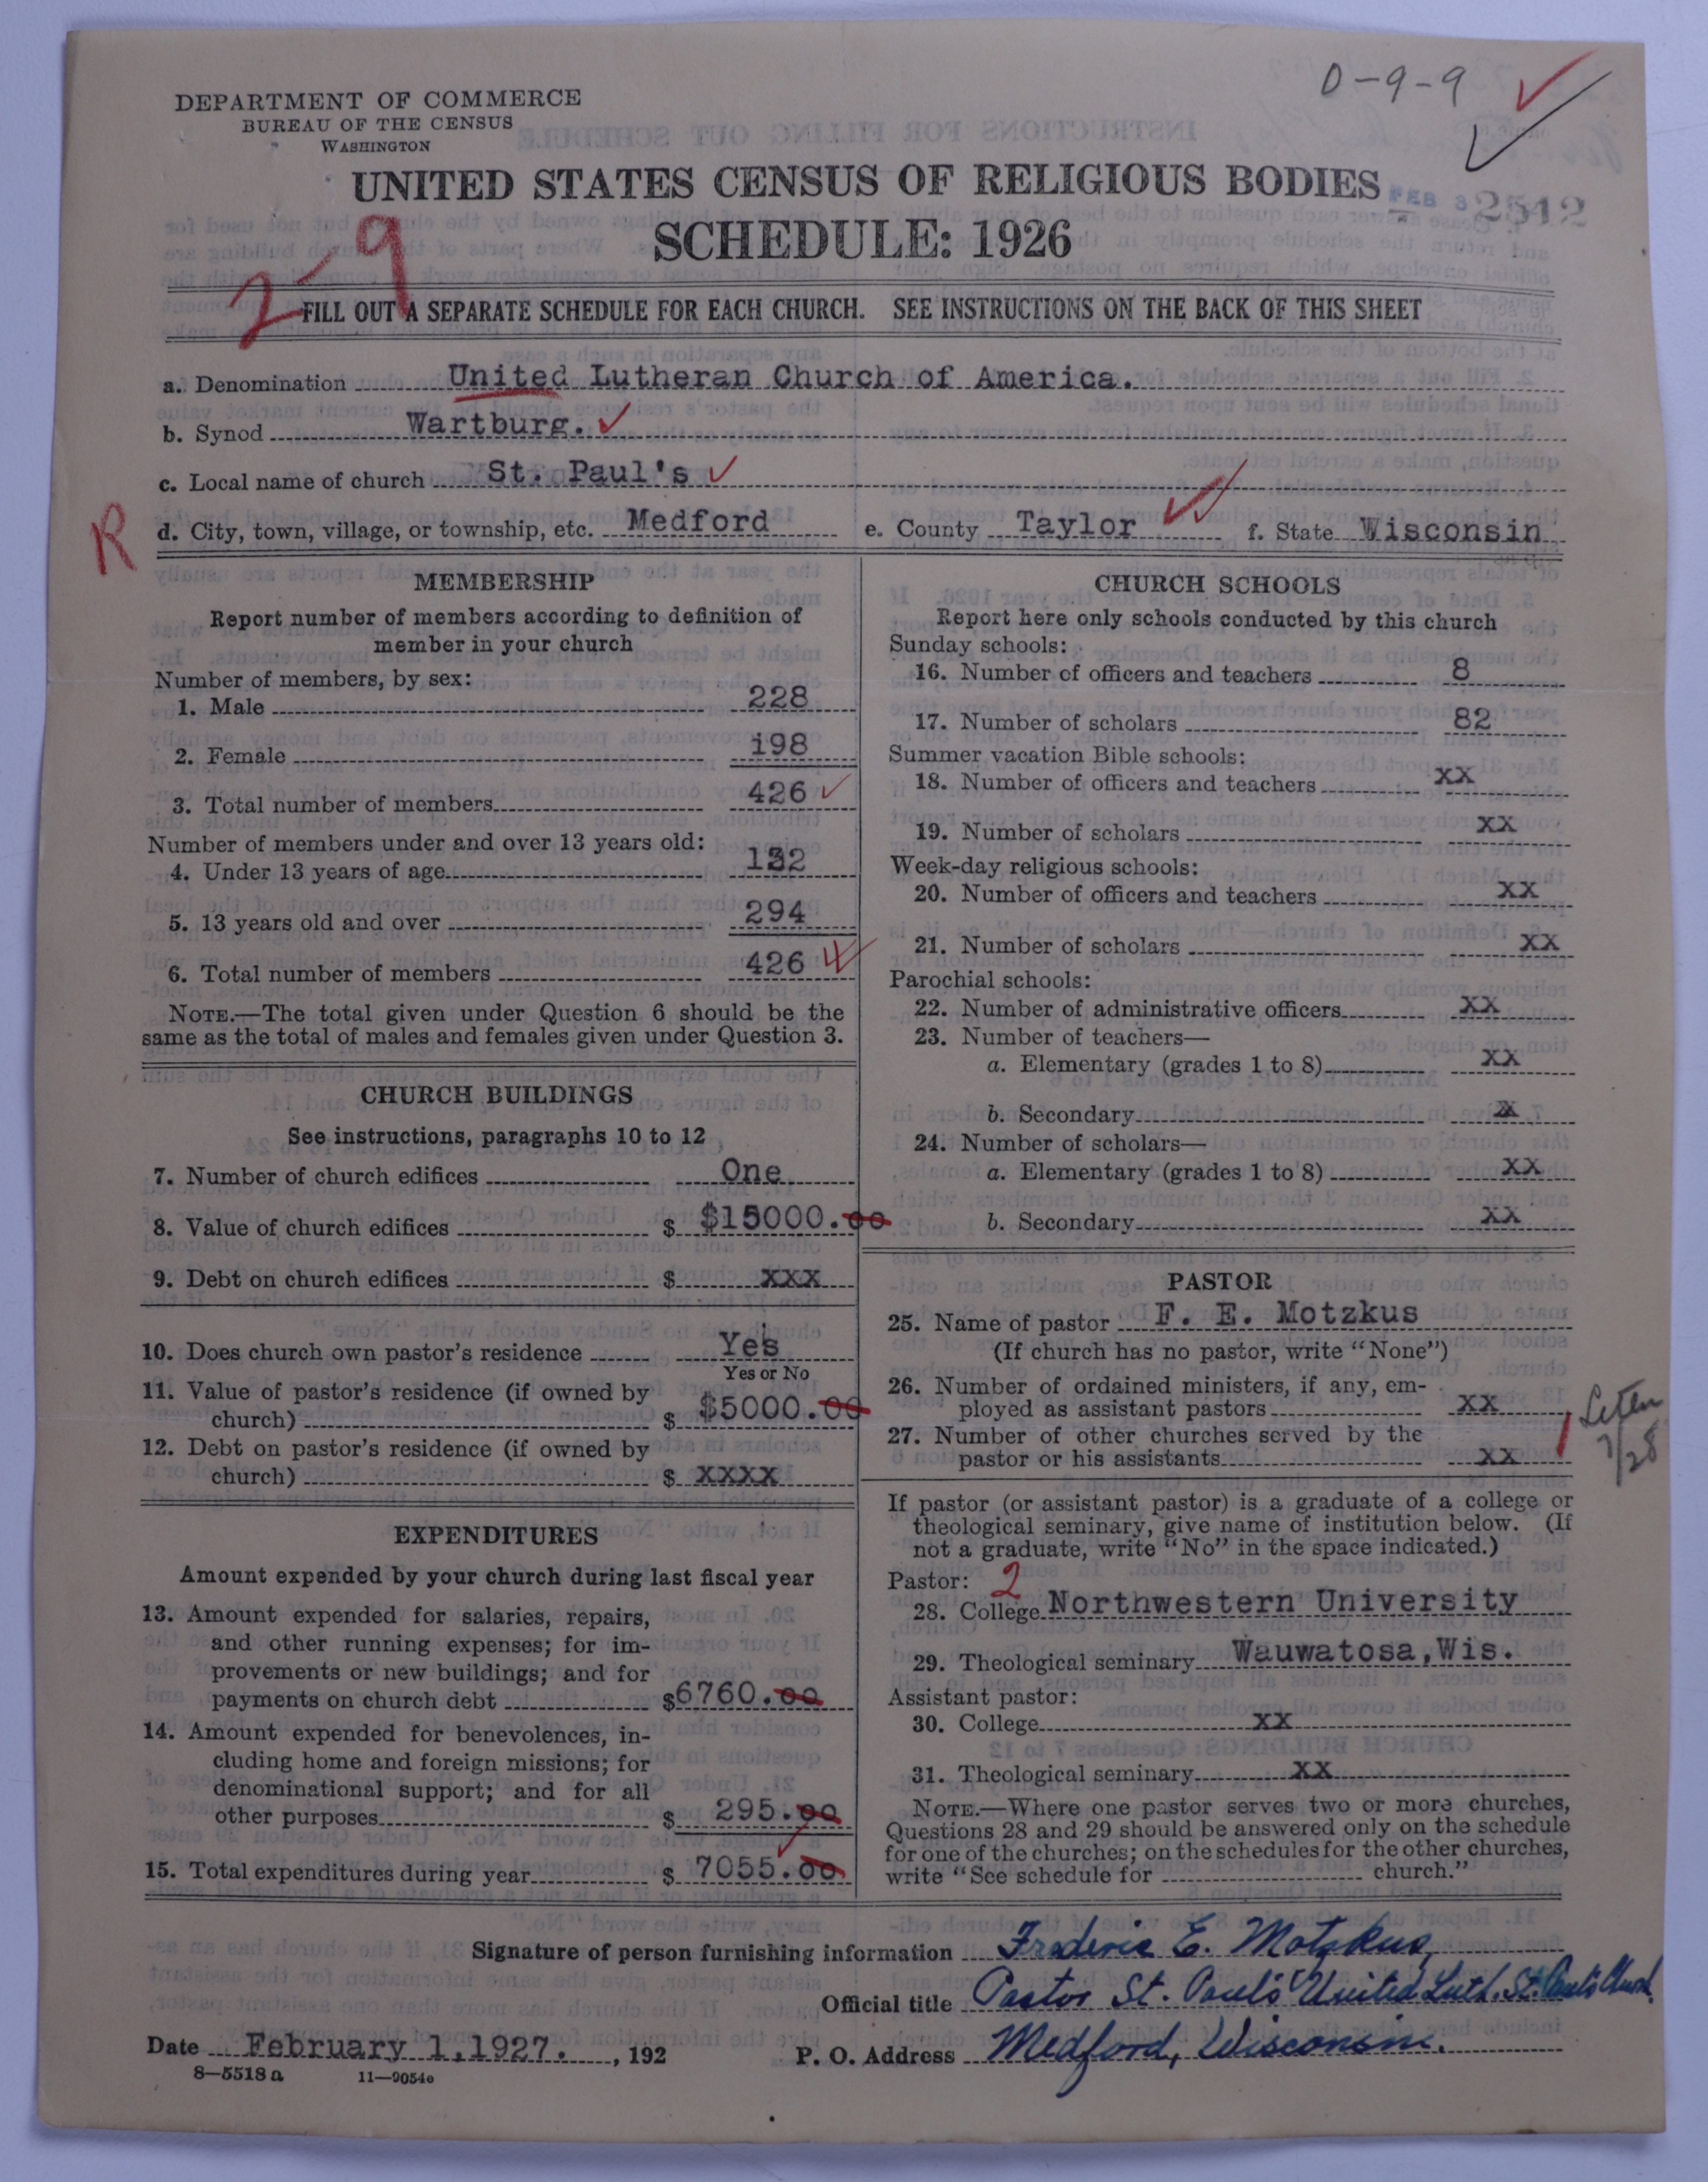 0-9-9
DEPARTMENT OF COMMERCE
BUREAU OF THE CENSUS
WASHINGTON
UNITED STATES CENSUS OF RELIGIOUS BODIES
FEB 3 2512
SCHEDULE: 1926
2-9
FILL OUT A SEPARATE SCHEDULE FOR EACH CHURCH. SEE INSTRUCTIONS ON THE BACK OF THIS SHEET
a. Denomination United Lutheran Church of America.
b. Synod Wartburg.
c. Local name of church St. Paul's
R
d. City, town, village, or township, etc. Medford e. County Taylor f. State Wisconsin
MEMBERSHIP
Report number of members according to definition of
member in your church
Number of members, by sex:
1. Male 228
2. Female 198
3. Total number of members 426
Number of members under and over 13 years old:
4. Under 13 years of age 132
5. 13 years old and over 294
6. Total number of members 426
NOTE.—The total given under Question 6 should be the
same as the total of males and females given under Question 3.
CHURCH BUILDINGS
See instructions, paragraphs 10 to 12
7. Number of church edifices One
8. Value of church edifices $ $15000.00
9. Debt on church edifices $ xxx
10. Does church own pastor's residence Yes
Yes or No
11. Value of pastor's residence (if owned by
church) $ $5000.00
12. Debt on pastor's residence (if owned by
church) $ xxxx
EXPENDITURES
Amount expended by your church during last fiscal year
13. Amount expended for salaries, repairs,
and other running expenses; for im-
provements or new buildings; and for
payments on church debt $6760.00
14. Amount expended for benevolences, in-
cluding home and foreign missions; for
denominational support; and for all
other purposes $ 295.00
15. Total expenditures during year $ 7055.00
CHURCH SCHOOLS
Report here only schools conducted by this church
Sunday schools:
16. Number of officers and teachers 8
17. Number of scholars 82
Summer vacation Bible schools:
18. Number of officers and teachers xx
19. Number of scholars xx
Week-day religious schools:
20. Number of officers and teachers xx
21. Number of scholars xx
Parochial schools:
22. Number of administrative officers xx
23. Number of teachers—
a. Elementary (grades 1 to 8) xx
b. Secondary x
24. Number of scholars—
a. Elementary (grades 1 to 8) xx
b. Secondary xx
PASTOR
25. Name of pastor F. E. Motzkus
(If church has no pastor, write "None")
26. Number of ordained ministers, if any, em-
ployed as assistant pastors xx
27. Number of other churches served by the
pastor or his assistants xx
Letter
7/28
If pastor (or assistant pastor) is a graduate of a college or
theological seminary, give name of institution below. (If
not a graduate, write "No" in the space indicated.)
Pastor: 2
28. College Northwestern University
29. Theological seminary Wauwatosa, Wis.
Assistant pastor:
30. College xx
31. Theological seminary xx
NOTE.—Where one pastor serves two or more churches,
Questions 28 and 29 should be answered only on the schedule
for one of the churches; on the schedules for the other churches,
write "See schedule for church."
Signature of person furnishing information Frederic E. Motzkus
Official title Pastor St. Paul's United Luth. St. Paul's Church.
Date February 1, 1927. , 192 P. O. Address Medford, Wisconsin.
8—5518a 11—9054e